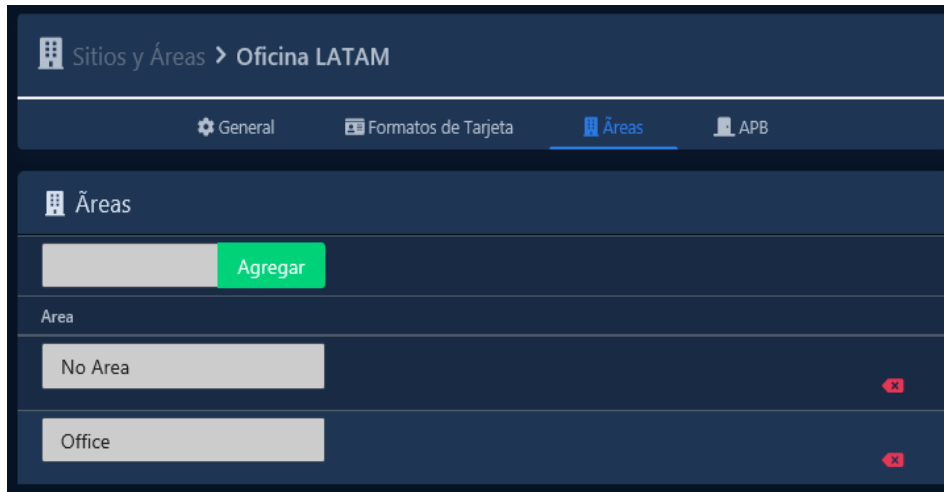 Sitios y Áreas > Oficina LATAM
General Formatos de Tarjeta Ãreas APB
Ãreas
Agregar
Area
No Area
Office